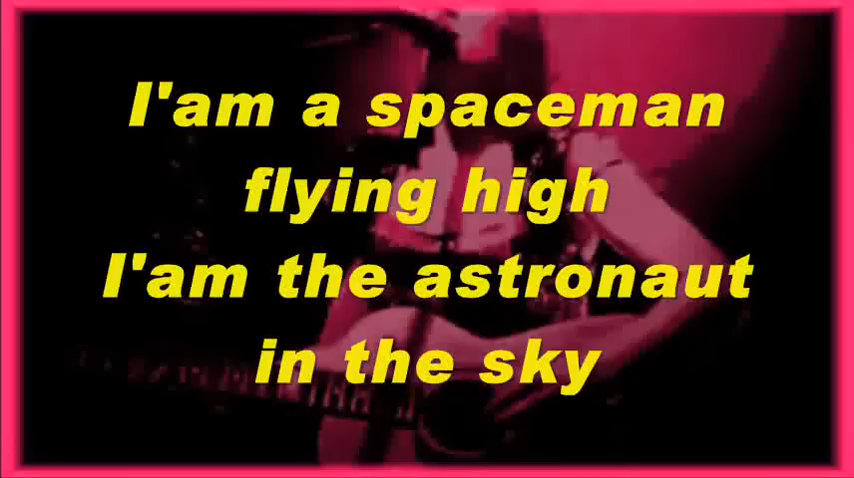 I'am a spaceman
flying high
I'am the astronaut
in the sky